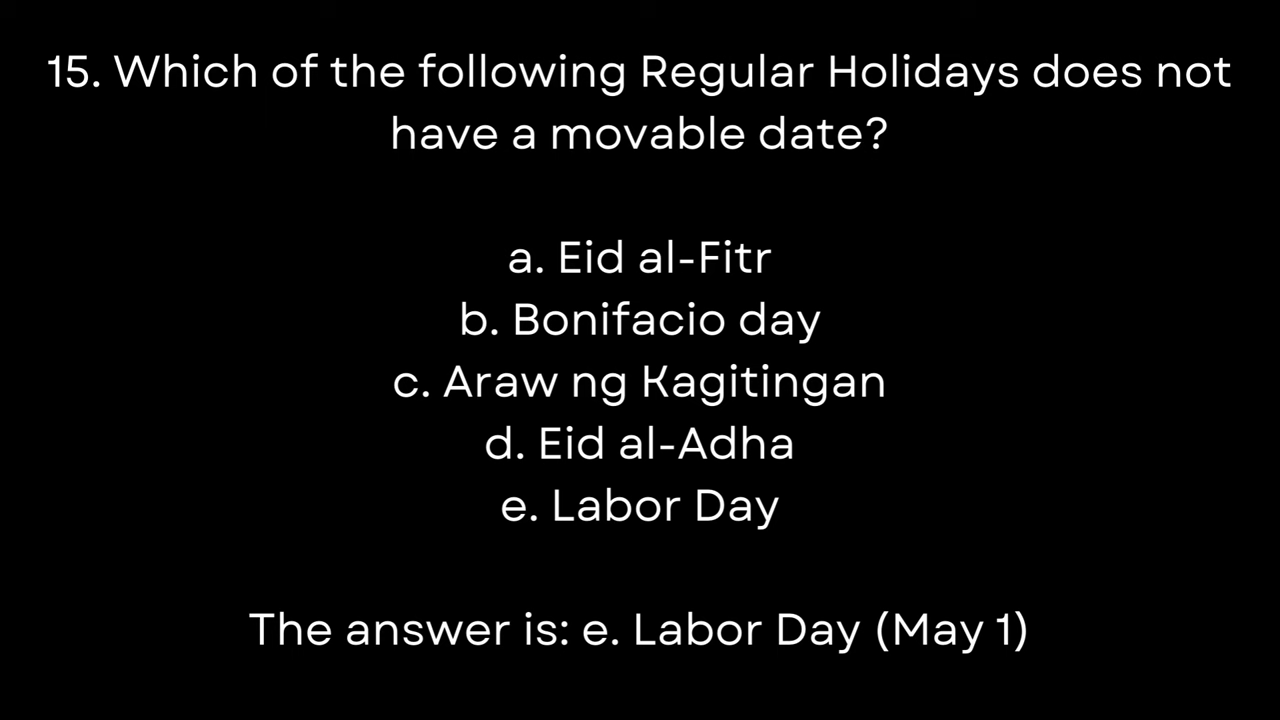 15. Which of the following Regular Holidays does not
have a movable date?
a. Eid al-Fitr
b. Bonifacio day
c. Araw ng Kagitingan
d. Eid al-Adha
e. Labor Day
The answer is: e. Labor Day (May 1)